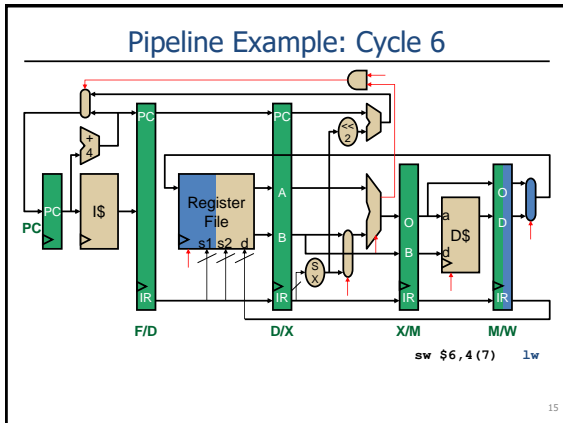 Pipeline Example: Cycle 6
PC
PC
<<
2
+
4
PC
I$
Register
File
s1 s2 d
A
B
S
X
O
B
a
D$
d
O
D
PC
IR
IR
IR
IR
F/D
D/X
X/M
M/W
sw $6,4(7)
lw
15